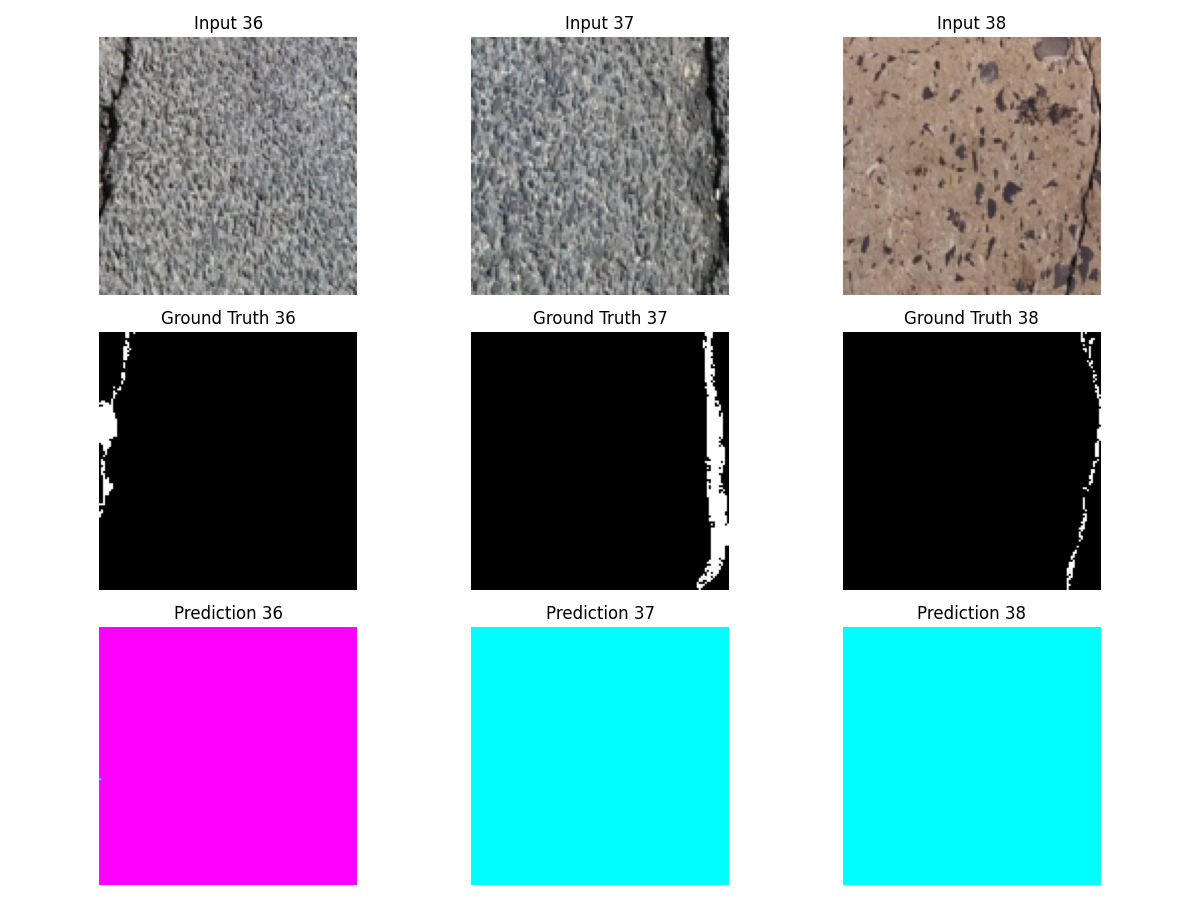 Input 36
Input 37
Input 38
Ground Truth 36
Ground Truth 37
Ground Truth 38
Prediction 36
Prediction 37
Prediction 38